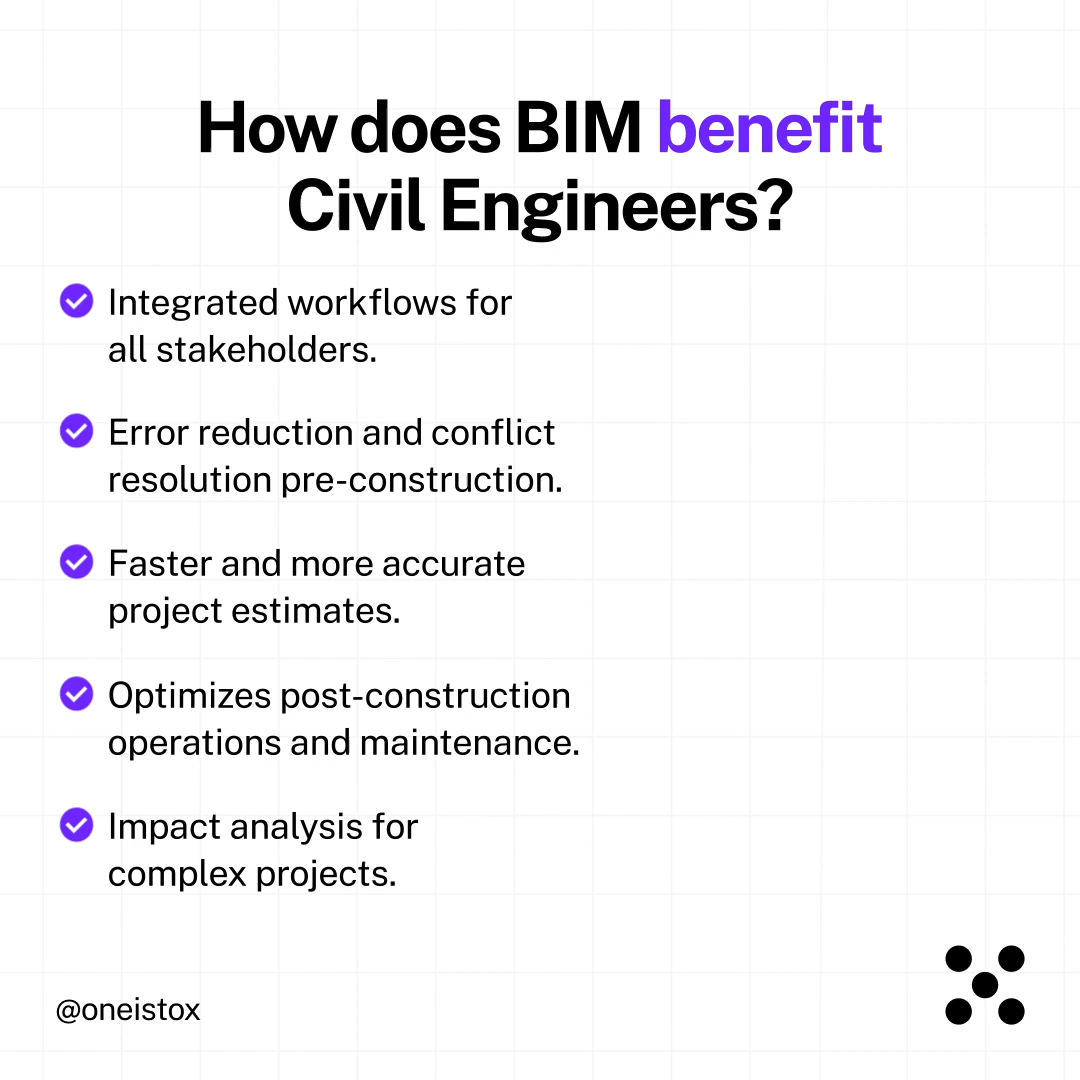 How does BIM benefit
Civil Engineers?
Integrated workflows for
all stakeholders.
Error reduction and conflict
resolution pre-construction.
Faster and more accurate
project estimates.
Optimizes post-construction
operations and maintenance.
Impact analysis for
complex projects.
@oneistox